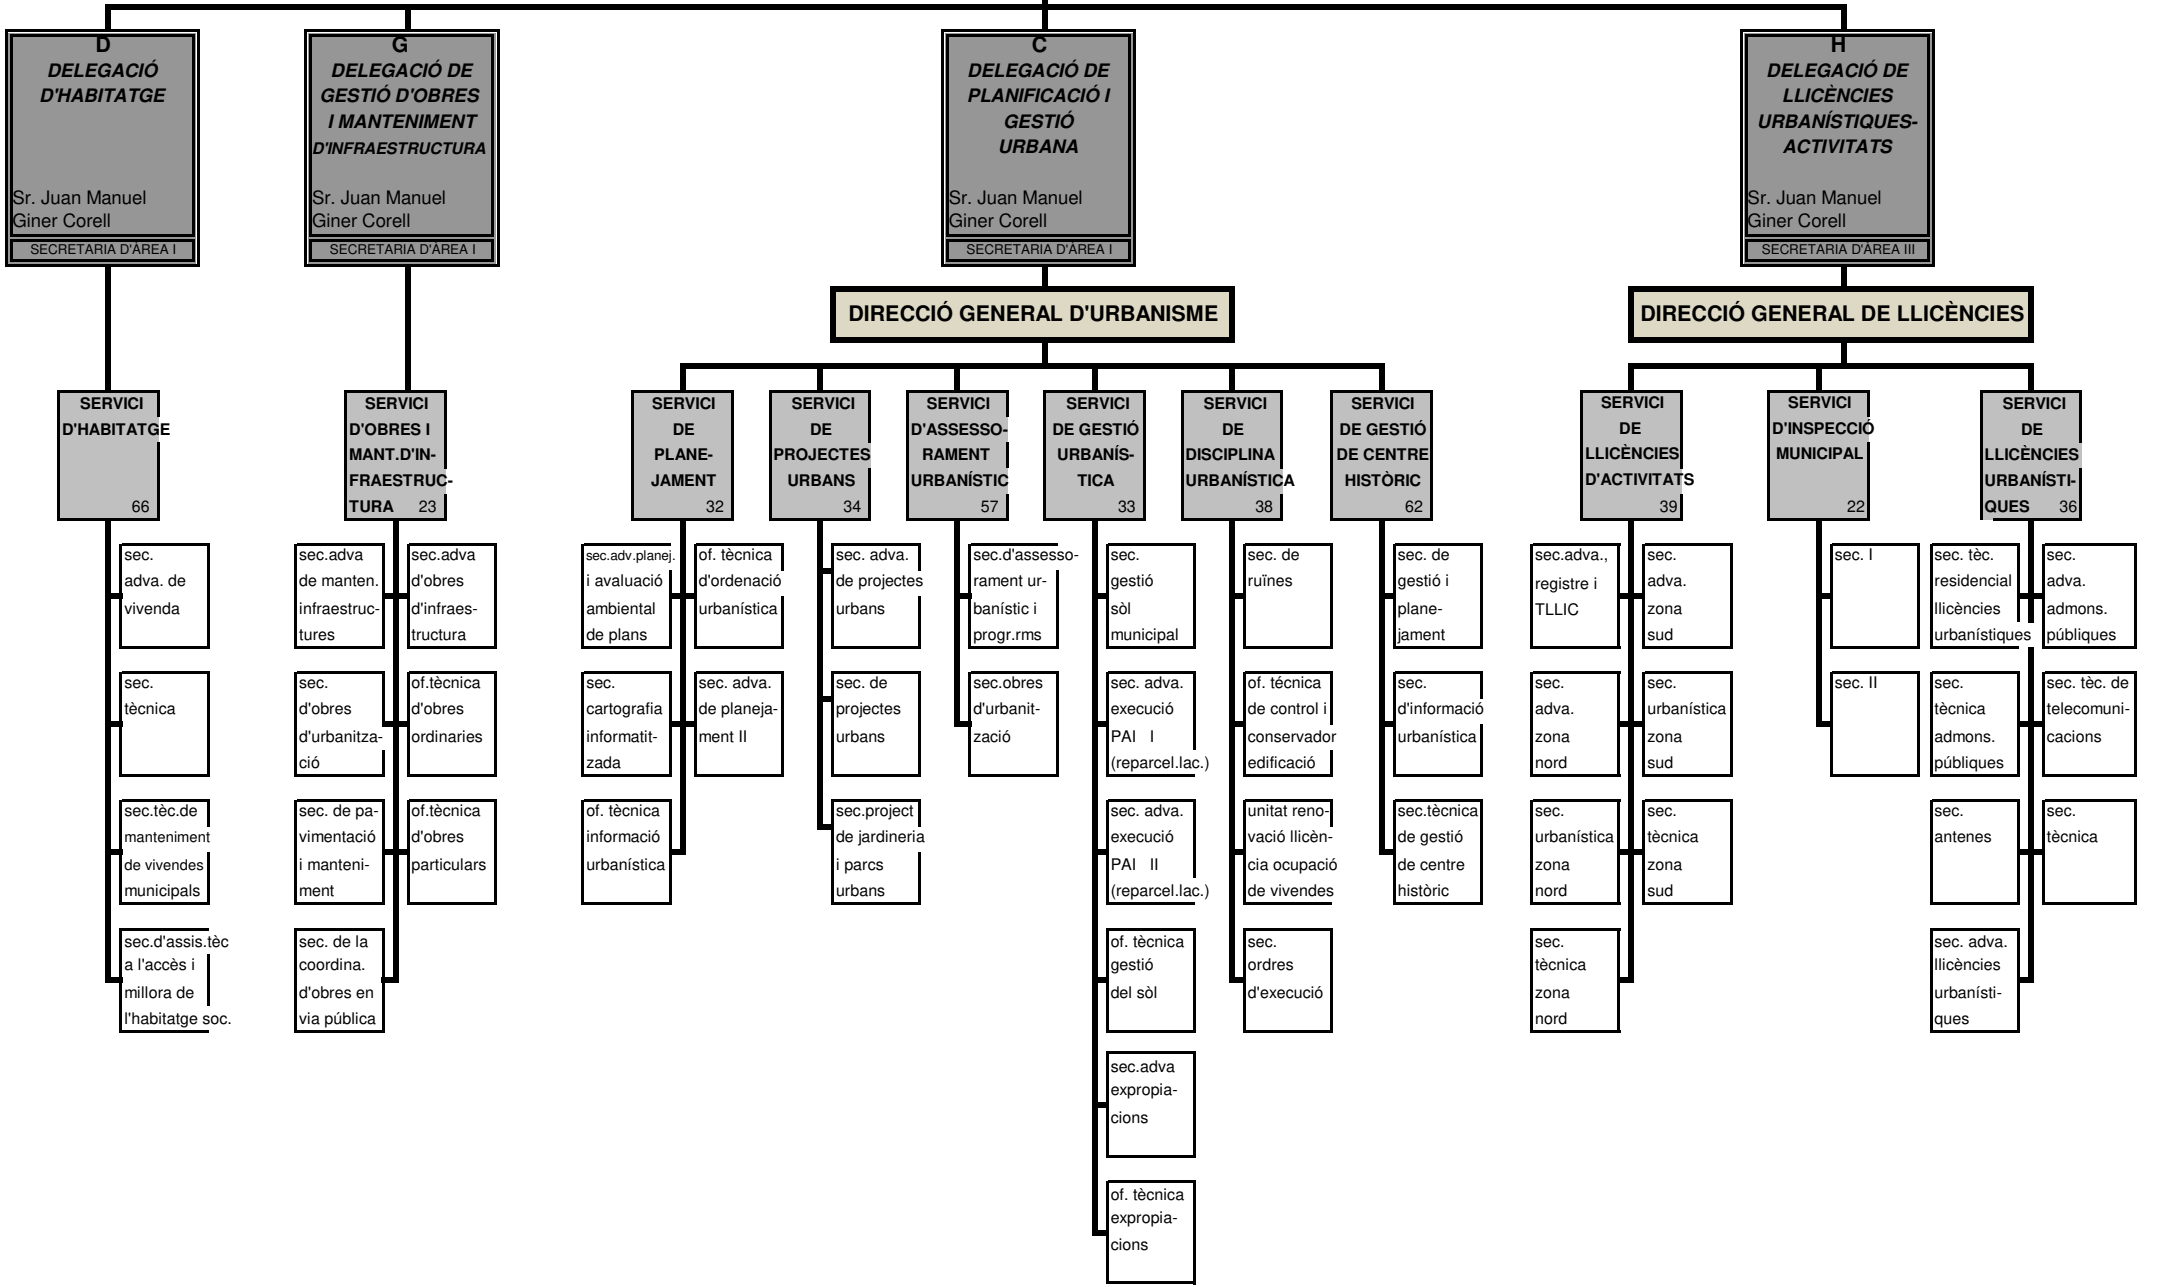 D
DELEGACIÓ
D'HABITATGE
Sr. Juan Manuel
Giner Corell
SECRETARIA D'ÀREA I
G
DELEGACIÓ DE
GESTIÓ D'OBRES
I MANTENIMENT
D'INFRAESTRUCTURA
Sr. Juan Manuel
Giner Corell
SECRETARIA D'ÀREA I
C
DELEGACIÓ DE
PLANIFICACIÓ I
GESTIÓ
URBANA
Sr. Juan Manuel
Giner Corell
SECRETARIA D'ÀREA I
H
DELEGACIÓ DE
LLICÈNCIES
URBANÍSTIQUES-
ACTIVITATS
Sr. Juan Manuel
Giner Corell
SECRETARIA D'ÀREA III
DIRECCIÓ GENERAL D'URBANISME
DIRECCIÓ GENERAL DE LLICÈNCIES
SERVICI
D'HABITATGE
66
SERVICI
D'OBRES I
MANT.D'IN-
FRAESTRUC-
TURA 23
SERVICI
DE
PLANE-
JAMENT
32
SERVICI
DE
PROJECTES
URBANS
34
SERVICI
D'ASSESSO-
RAMENT
URBANÍSTIC
57
SERVICI
DE GESTIÓ
URBANÍS-
TICA
33
SERVICI
DE
DISCIPLINA
URBANÍSTICA
38
SERVICI
DE GESTIÓ
DE CENTRE
HISTÒRIC
62
SERVICI
DE
LLICÈNCIES
D'ACTIVITATS
39
SERVICI
D'INSPECCIÓ
MUNICIPAL
22
SERVICI
DE
LLICÈNCIES
URBANÍSTI-
QUES 36
sec.
adva. de
vivenda
sec.
tècnica
sec.tèc.de
manteniment
de vivendes
municipals
sec.d'assis.tèc
a l'accès i
millora de
l'habitatge soc.
sec.adva
de manten.
infraestruc-
tures
sec.adva
d'obres
d'infraes-
tructura
sec.
d'obres
d'urbanitza-
ció
of.tècnica
d'obres
ordinaries
sec. de pa-
vimentació
i manteni-
ment
of.tècnica
d'obres
particulars
sec. de la
coordina.
d'obres en
via pública
sec.adv.planej.
i avaluació
ambiental
de plans
of. tècnica
d'ordenació
urbanística
sec.
cartografia
informatit-
zada
sec. adva.
de planeja-
ment II
of. tècnica
informació
urbanística
sec. adva.
de projectes
urbans
sec. de
projectes
urbans
sec.project
de jardineria
i parcs
urbans
sec.d'assesso-
rament ur-
banístic i
progr.rms
sec.obres
d'urbanit-
zació
sec.
gestió
sòl
municipal
sec. adva.
execució
PAI I
(reparcel.lac.)
sec. adva.
execució
PAI II
(reparcel.lac.)
of. tècnica
gestió
del sòl
sec.adva
expropia-
cions
of. tècnica
expropia-
cions
sec. de
ruïnes
of. técnica
de control i
conservador
edificació
unitat reno-
vació llicèn-
cia ocupació
de vivendes
sec.
ordres
d'execució
sec. de
gestió i
plane-
jament
sec.
d'informació
urbanística
sec.tècnica
de gestió
de centre
històric
sec.adva.,
registre i
TLLIC
sec.
adva.
zona
sud
sec.
adva.
zona
nord
sec.
urbanística
zona
sud
sec.
urbanística
zona
nord
sec.
tècnica
zona
sud
sec.
tècnica
zona
nord
sec. I
sec. II
sec. tèc.
residencial
llicències
urbanístiques
sec.
adva.
admons.
públiques
sec.
tècnica
admons.
públiques
sec. tèc. de
telecomuni-
cacions
sec.
antenes
sec.
tècnica
sec. adva.
llicències
urbanísti-
ques